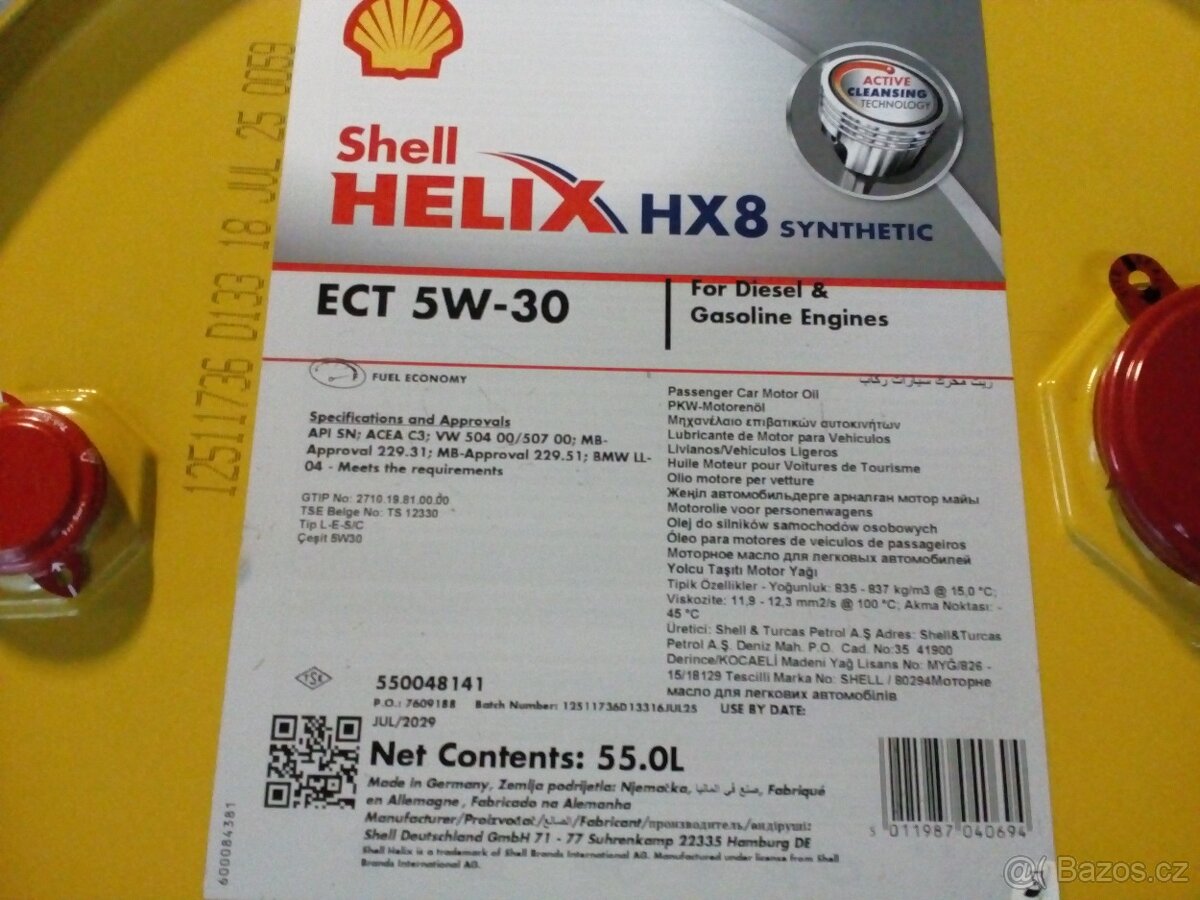 ACTIVE
CLEANSING
TECHNOLOGY
Shell
HELIX HX8 SYNTHETIC
ECT 5W-30
For Diesel &
Gasoline Engines
FUEL ECONOMY
Specifications and Approvals
API SN; ACEA C3; VW 504 00/507 00; MB-
Approval 229.31; MB-Approval 229.51; BMW LL-
04 - Meets the requirements
GTIP No: 2710.19.81.00.00
TSE Belge No: TS 12330
Tip L-E-S/C
Çeşit 5W30
زيت محرك سيارات ركاب
Passenger Car Motor Oil
PKW-Motorenöl
Μηχανέλαιο επιβατικών αυτοκινήτων
Lubricante de Motor para Vehiculos
Livianos/Vehiculos Ligeros
Huile Moteur pour Voitures de Tourisme
Olio motore per vetture
Жеңіл автомобильдерге арналған мотор майы
Motorolie voor personenwagens
Olej do silników samochodów osobowych
Óleo para motores de veiculos de passageiros
Моторное масло для легковых автомобилей
Yolcu Taşıti Motor Yağı
Tipik Özellikler - Yoğunluk: 835 - 837 kg/m3 @ 15,0 °C;
Viskozite: 11,9 - 12,3 mm2/s @ 100 °C; Akma Noktası: -
45 °C
Üretici: Shell & Turcas Petrol A.Ş Adres: Shell&Turcas
Petrol A.Ş. Deniz Mah. P.O. Cad. No:35 41900
Derince/KOCAELİ Madeni Yağ Lisans No: MYĞ/826 -
15/18129 Tescilli Marka No: SHELL / 80294Моторне
масло для легкових автомобілів
TSE
550048141
P.O.: 7609188 Batch Number: 12511736D13316JUL25 USE BY DATE:
JUL/2029
Net Contents: 55.0L
Made in Germany, Zemlja podrijetla: Njemačka, صنع في المانيا, Fabriqué
en Allemagne, Fabricado na Alemanha
Manufacturer/Proizvođač/الصانع/Fabricant/производитель/өндіруші:
Shell Deutschland GmbH 71 - 77 Suhrenkamp 22335 Hamburg DE
Shell Helix is a trademark of Shell Brands International AG. Manufactured under license from Shell
Brands International AG.
5 011987 040694
600084381
12511736 D133 18 JUL 25 0059
@ Bazos.cz